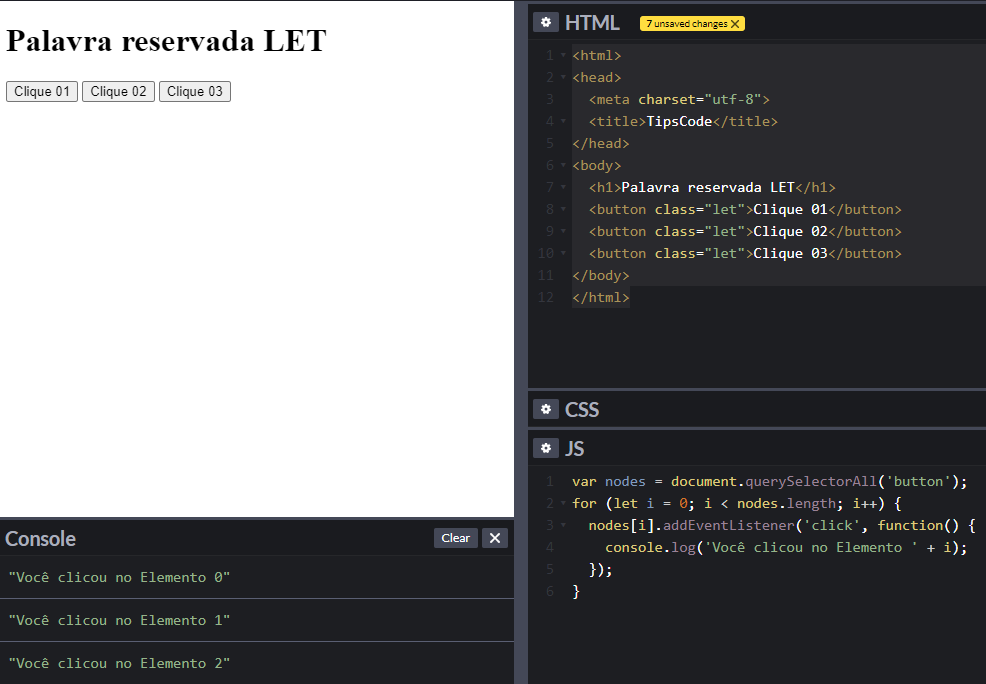 Palavra reservada LET
Clique 01 Clique 02 Clique 03
Console
Clear ✕
"Você clicou no Elemento 0"
"Você clicou no Elemento 1"
"Você clicou no Elemento 2"
HTML 7 unsaved changes ✕
1 <html>
2 <head>
3 <meta charset="utf-8">
4 <title>TipsCode</title>
5 </head>
6 <body>
7 <h1>Palavra reservada LET</h1>
8 <button class="let">Clique 01</button>
9 <button class="let">Clique 02</button>
10 <button class="let">Clique 03</button>
11 </body>
12 </html>
CSS
JS
1 var nodes = document.querySelectorAll('button');
2 for (let i = 0; i < nodes.length; i++) {
3 nodes[i].addEventListener('click', function() {
4 console.log('Você clicou no Elemento ' + i);
5 });
6 }